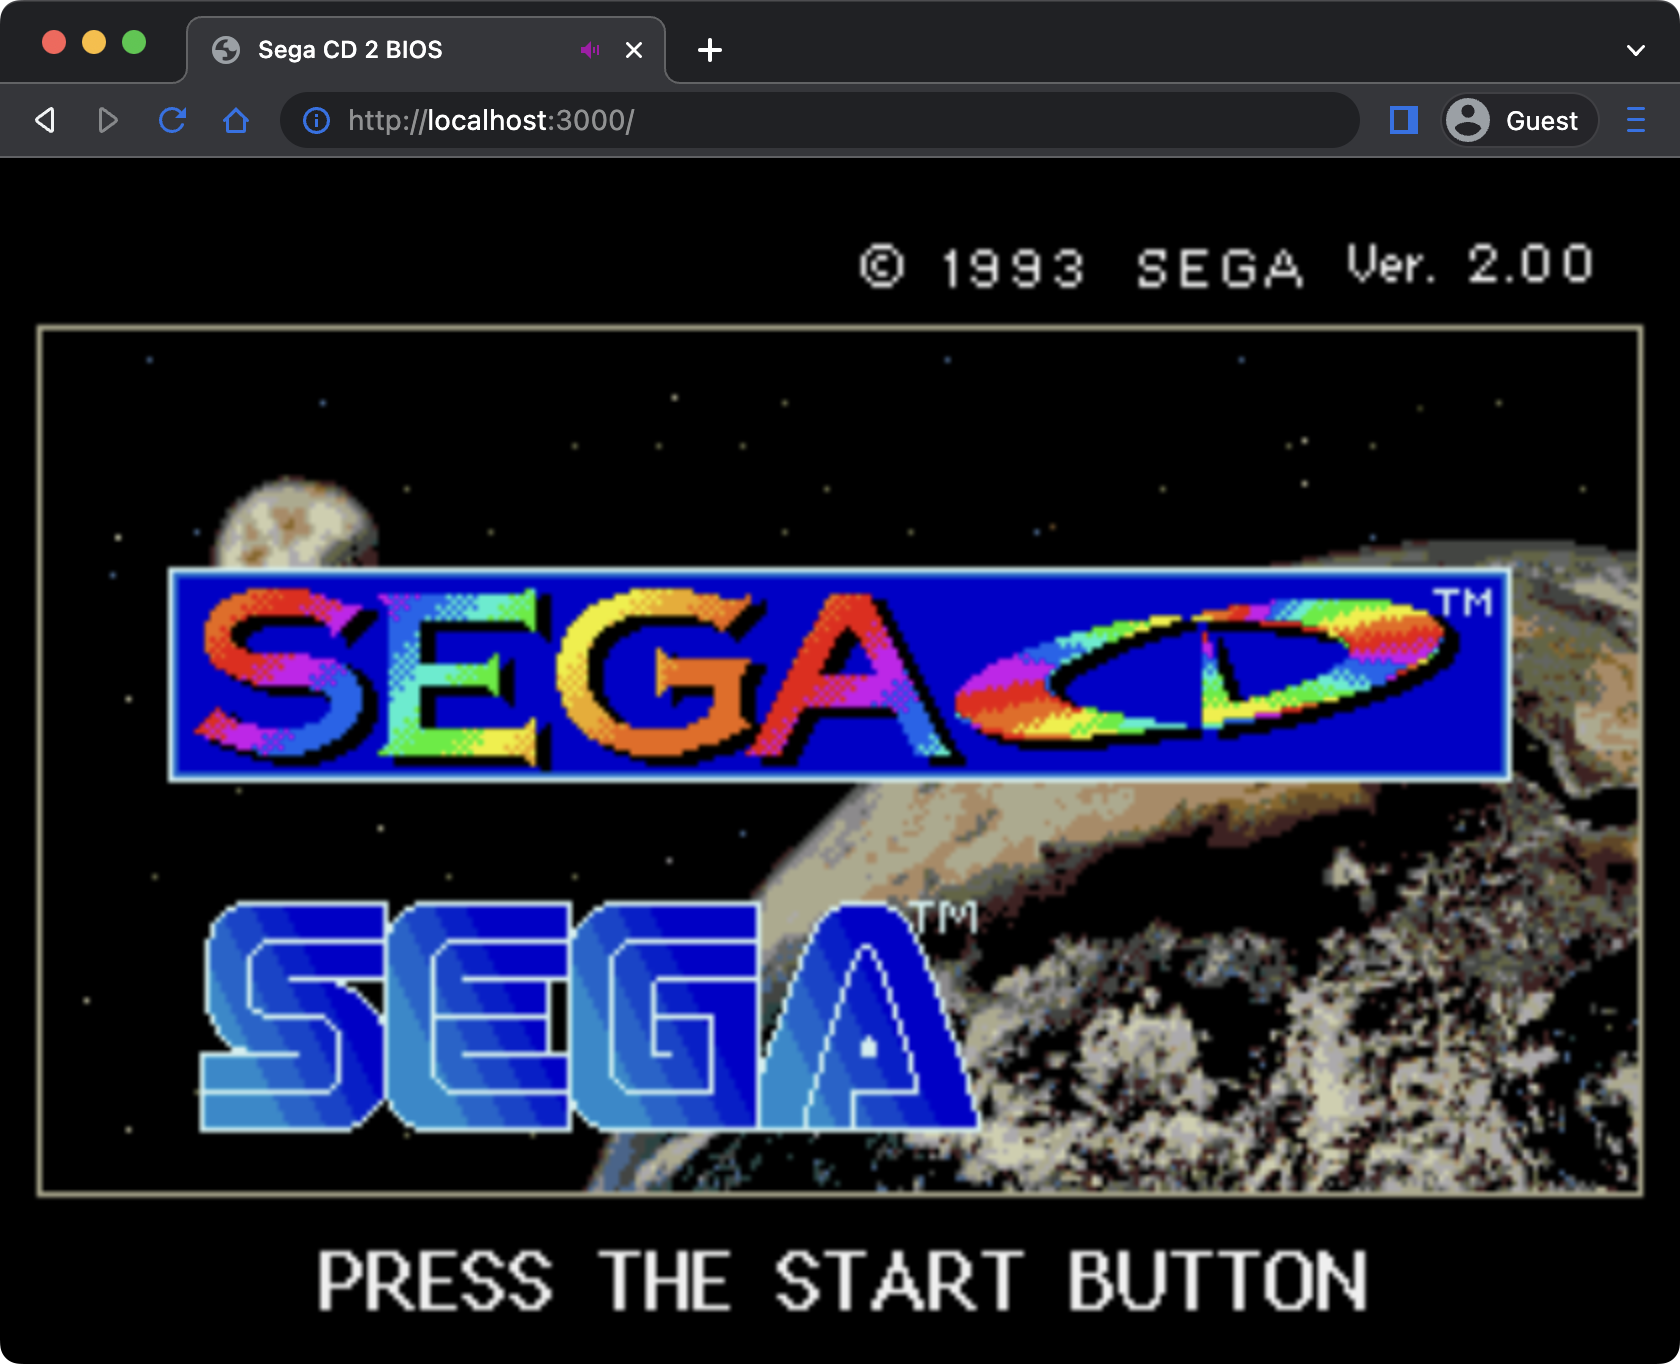 Sega CD 2 BIOS
http://localhost:3000/
Guest
© 1993 SEGA Ver. 2.00
SEGA CD TM
SEGA TM
PRESS THE START BUTTON